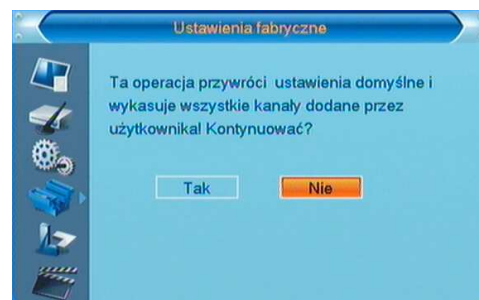 Ustawienia fabryczne
Ta operacja przywróci ustawienia domyślne i
wykasuje wszystkie kanały dodane przez
użytkownika! Kontynuować?
Tak
Nie